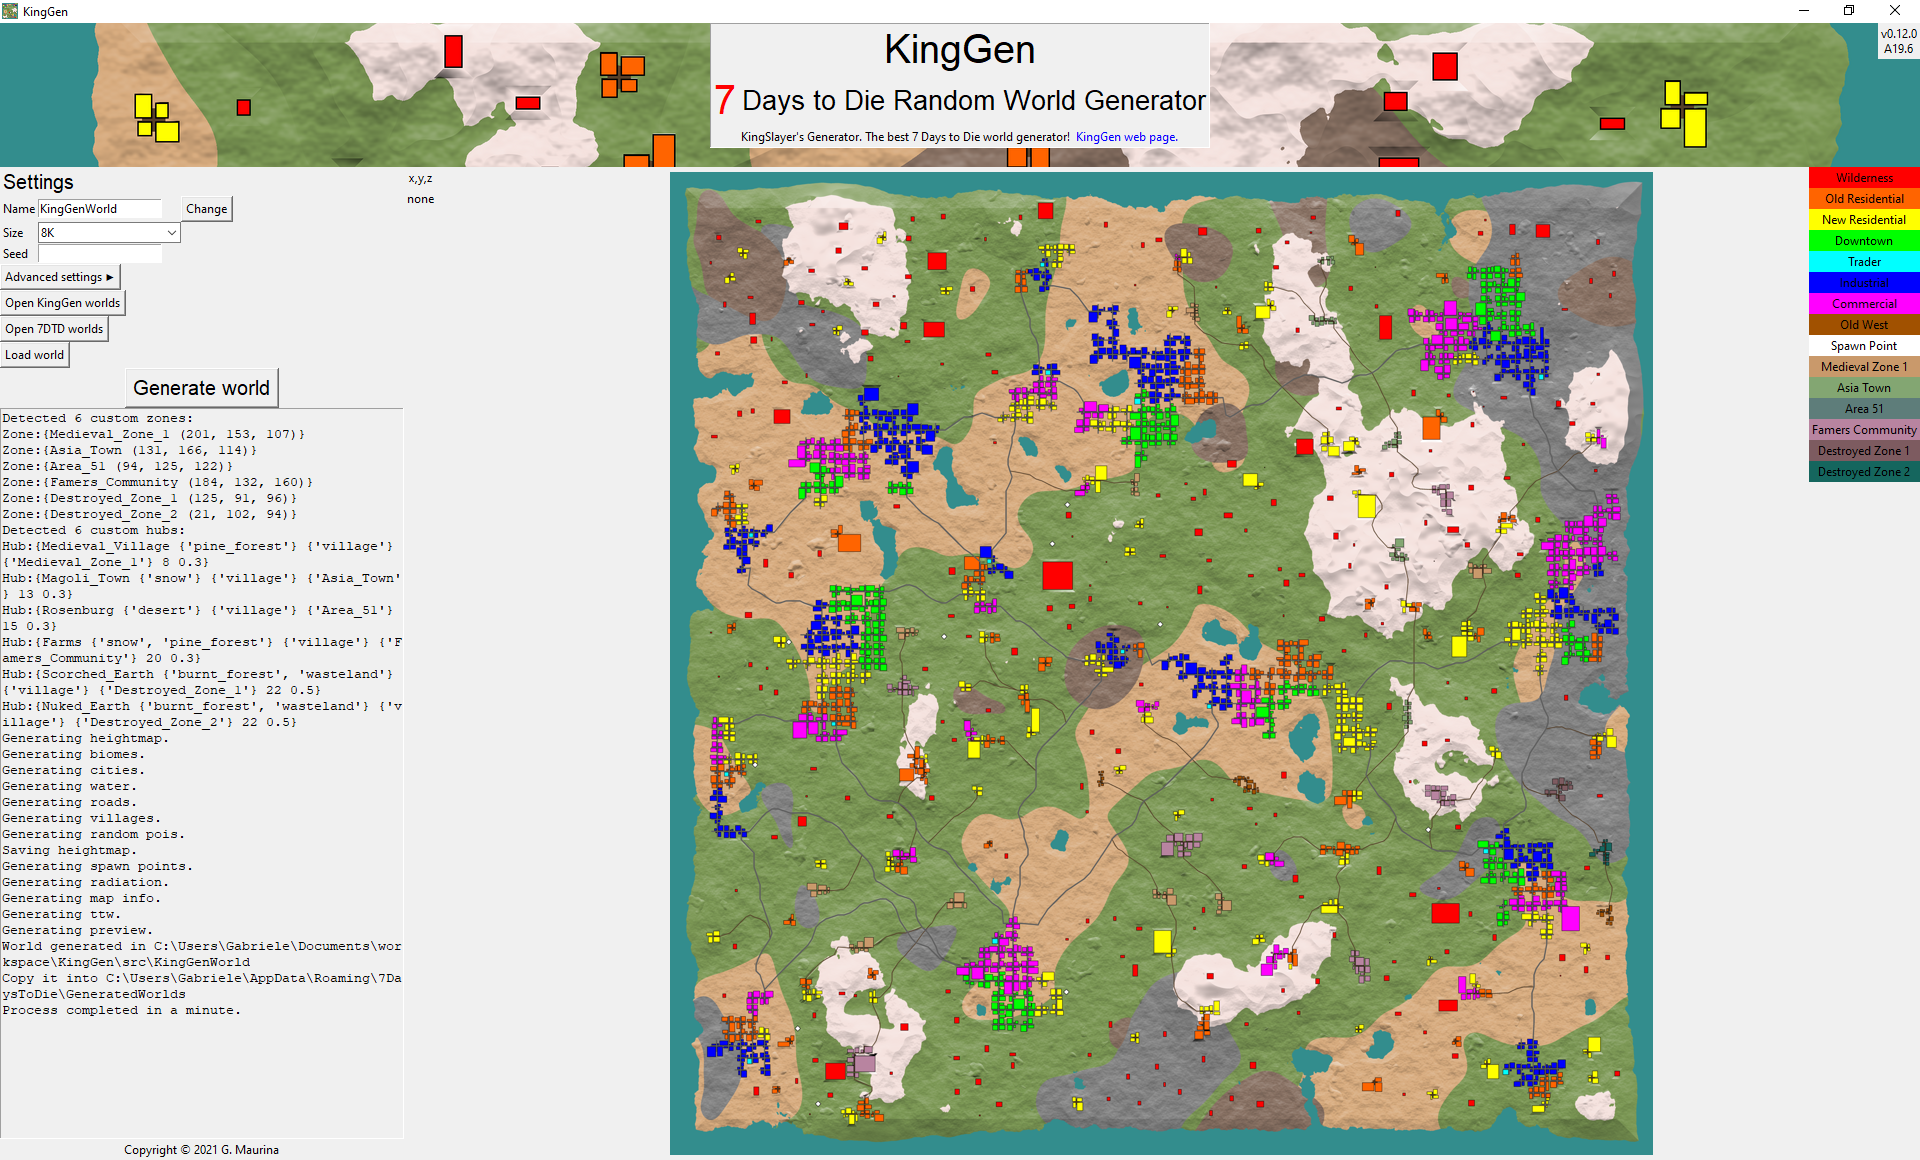 KingGen
v0.12.0
A19.6
KingGen
7 Days to Die Random World Generator
KingSlayer's Generator. The best 7 Days to Die world generator! KingGen web page.
Settings
Name KingGenWorld Change
Size 8K
Seed
Advanced settings ▶
Open KingGen worlds
Open 7DTD worlds
Load world
Generate world
Detected 6 custom zones:
Zone:{Medieval_Zone_1 (201, 153, 107)}
Zone:{Asia_Town (131, 166, 114)}
Zone:{Area_51 (94, 125, 122)}
Zone:{Famers_Community (184, 132, 160)}
Zone:{Destroyed_Zone_1 (125, 91, 96)}
Zone:{Destroyed_Zone_2 (21, 102, 94)}
Detected 6 custom hubs:
Hub:{Medieval_Village {'pine_forest'} {'village'}
{'Medieval_Zone_1'} 8 0.3}
Hub:{Magoli_Town {'snow'} {'village'} {'Asia_Town'
} 13 0.3}
Hub:{Rosenburg {'desert'} {'village'} {'Area_51'}
15 0.3}
Hub:{Farms {'snow', 'pine_forest'} {'village'} {'F
amers_Community'} 20 0.3}
Hub:{Scorched_Earth {'burnt_forest', 'wasteland'}
{'village'} {'Destroyed_Zone_1'} 22 0.5}
Hub:{Nuked_Earth {'burnt_forest', 'wasteland'} {'v
illage'} {'Destroyed_Zone_2'} 22 0.5}
Generating heightmap.
Generating biomes.
Generating cities.
Generating water.
Generating roads.
Generating villages.
Generating random pois.
Saving heightmap.
Generating spawn points.
Generating radiation.
Generating map info.
Generating ttw.
Generating preview.
World generated in C:\Users\Gabriele\Documents\wor
kspace\KingGen\src\KingGenWorld
Copy it into C:\Users\Gabriele\AppData\Roaming\7Da
ysToDie\GeneratedWorlds
Process completed in a minute.
Copyright © 2021 G. Maurina
x,y,z
none
Wilderness
Old Residential
New Residential
Downtown
Trader
Industrial
Commercial
Old West
Spawn Point
Medieval Zone 1
Asia Town
Area 51
Famers Community
Destroyed Zone 1
Destroyed Zone 2